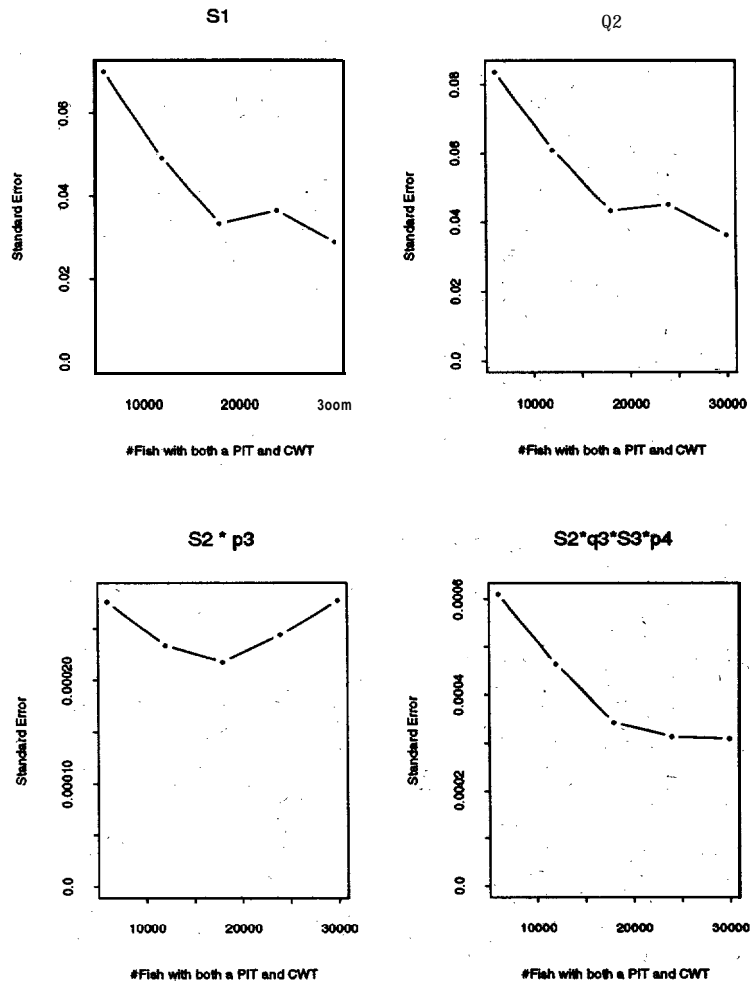 S1
Q2
Standard Error
0.06
0.04
0.02
0.0
10000 20000 3oom
#Fish with both a PIT and CWT
Standard Error
0.08
0.06
0.04
0.02
0.0
10000 20000 30000
#Fish with both a PIT and CWT
S2 * p3
S2*q3*S3*p4
Standard Error
0.00020
0.00010
0.0
10000 20000 30000
#Fish with both a PIT and CWT
Standard Error
0.0006
0.0004
0.0002
0.0
10000 20000 30000
#Fish with both a PIT and CWT